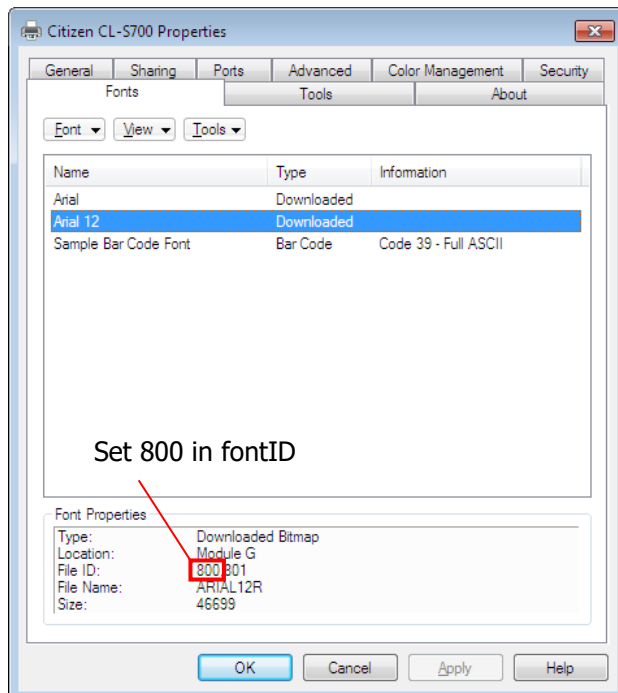 Citizen CL-S700 Properties
General Sharing Ports Advanced Color Management Security
Fonts Tools About
Font View Tools
Name Type Information
Arial Downloaded
Arial 12 Downloaded
Sample Bar Code Font Bar Code Code 39 - Full ASCII
Set 800 in fontID
Font Properties
Type: Downloaded Bitmap
Location: Module G
File ID: 800,801
File Name: ARIAL12R
Size: 46699
OK Cancel Apply Help